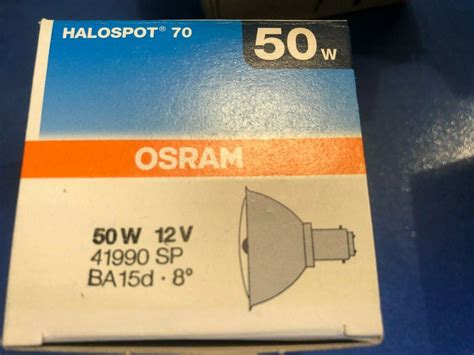 HALOSPOT® 70
50 W
OSRAM
50 W 12 V
41990 SP
BA15d · 8°